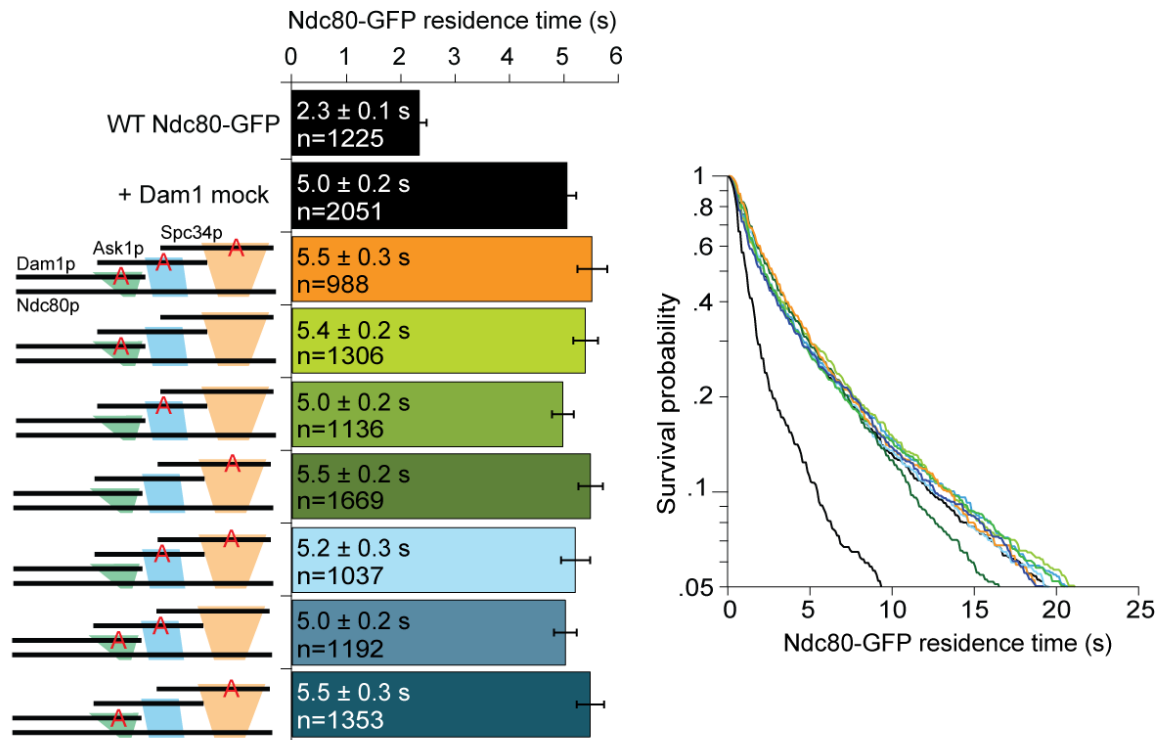 Ndc80-GFP residence time (s)
0 1 2 3 4 5 6
WT Ndc80-GFP
2.3 ± 0.1 s
n=1225
+ Dam1 mock
5.0 ± 0.2 s
n=2051
Spc34p
Ask1p
Dam1p
Ndc80p
A A A
5.5 ± 0.3 s
n=988
A
5.4 ± 0.2 s
n=1306
A
5.0 ± 0.2 s
n=1136
A
5.5 ± 0.2 s
n=1669
A
A
5.2 ± 0.3 s
n=1037
A
A
5.0 ± 0.2 s
n=1192
A
A
5.5 ± 0.3 s
n=1353
Survival probability
1
.8
.6
.4
.2
.1
.05
0 5 10 15 20 25
Ndc80-GFP residence time (s)